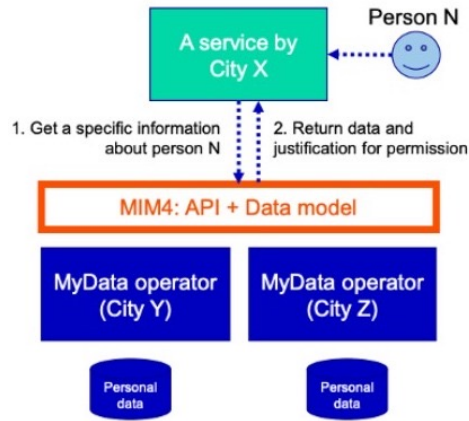 Person N
A service by
City X
1. Get a specific information
about person N
2. Return data and
justification for permission
MIM4: API + Data model
MyData operator
(City Y)
MyData operator
(City Z)
Personal
data
Personal
data